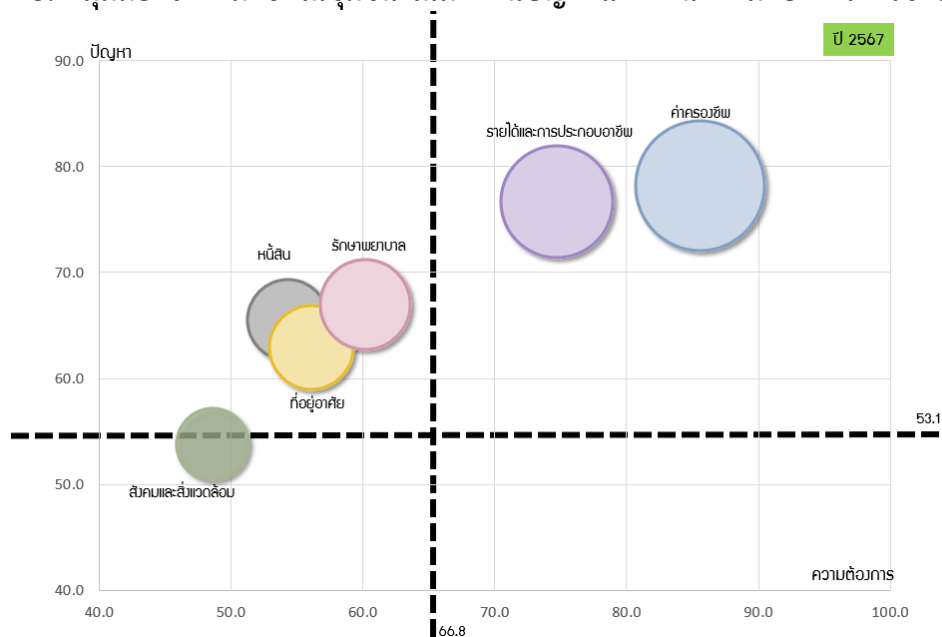 ปี 2567
ปัญหา
90.0
ค่าครองชีพ
รายได้และการประกอบอาชีพ
80.0
รักษาพยาบาล
หนี้สิน
70.0
60.0
ที่อยู่อาศัย
53.1
50.0
สังคมและสิ่งแวดล้อม
ความต้องการ
40.0
40.0 50.0 60.0 70.0 80.0 90.0 100.0
66.8